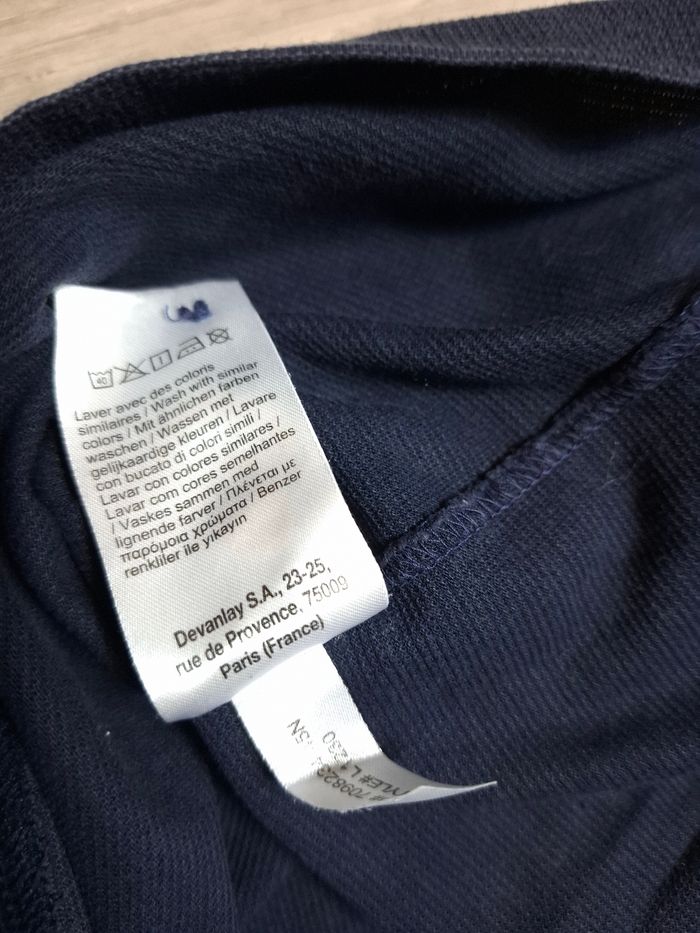 40
Laver avec des coloris
similaires / Wash with similar
colors / Mit ähnlichen farben
waschen / Wassen met
gelijkaardige kleuren / Lavare
con bucato di colori simili /
Lavar con colores similares /
Lavar com cores semelhantes
/ Vaskes sammen med
lignende farver / Πλένεται με
παρόμοια χρώματα / Benzer
renkliler ile yıkayın
Devanlay S.A., 23-25,
rue de Provence, 75009
Paris (France)